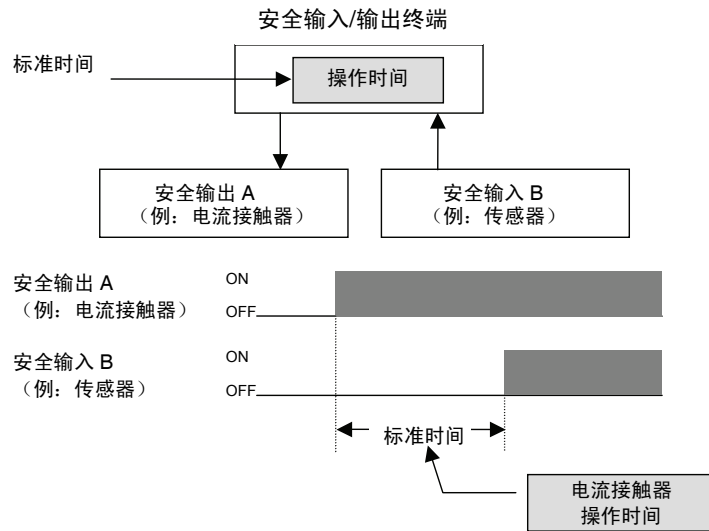 安全输入/输出终端
标准时间
操作时间
安全输出 A
（例：电流接触器）
安全输入 B
（例：传感器）
安全输出 A
（例：电流接触器）
ON
OFF
安全输入 B
（例：传感器）
ON
OFF
标准时间
电流接触器
操作时间